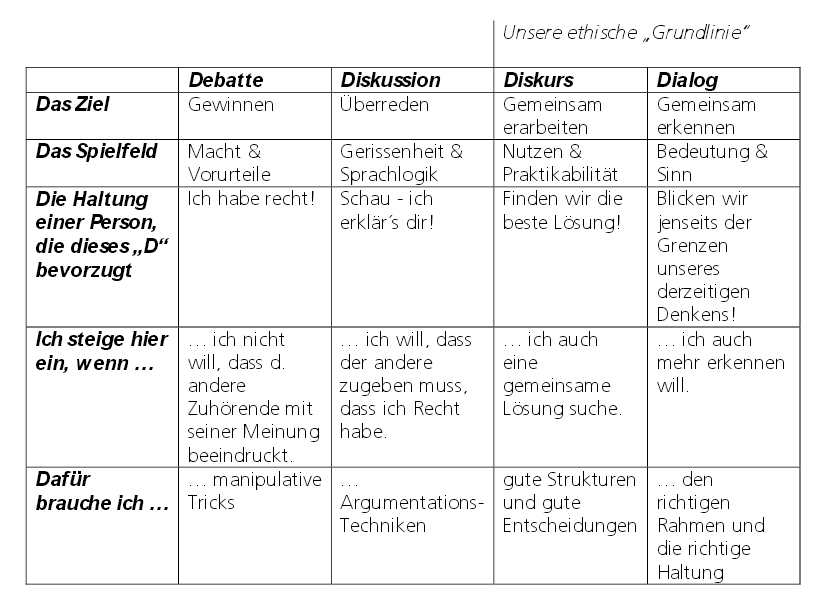 Unsere ethische „Grundlinie“
Debatte Diskussion Diskurs Dialog
Das Ziel Gewinnen Überreden Gemeinsam erarbeiten Gemeinsam erkennen
Das Spielfeld Macht & Vorurteile Gerissenheit & Sprachlogik Nutzen & Praktikabilität Bedeutung & Sinn
Die Haltung einer Person, die dieses „D“ bevorzugt Ich habe recht! Schau - ich erklär´s dir! Finden wir die beste Lösung! Blicken wir jenseits der Grenzen unseres derzeitigen Denkens!
Ich steige hier ein, wenn … … ich nicht will, dass d. andere Zuhörende mit seiner Meinung beeindruckt. … ich will, dass der andere zugeben muss, dass ich Recht habe. … ich auch eine gemeinsame Lösung suche. … ich auch mehr erkennen will.
Dafür brauche ich … … manipulative Tricks … Argumentations-Techniken gute Strukturen und gute Entscheidungen … den richtigen Rahmen und die richtige Haltung